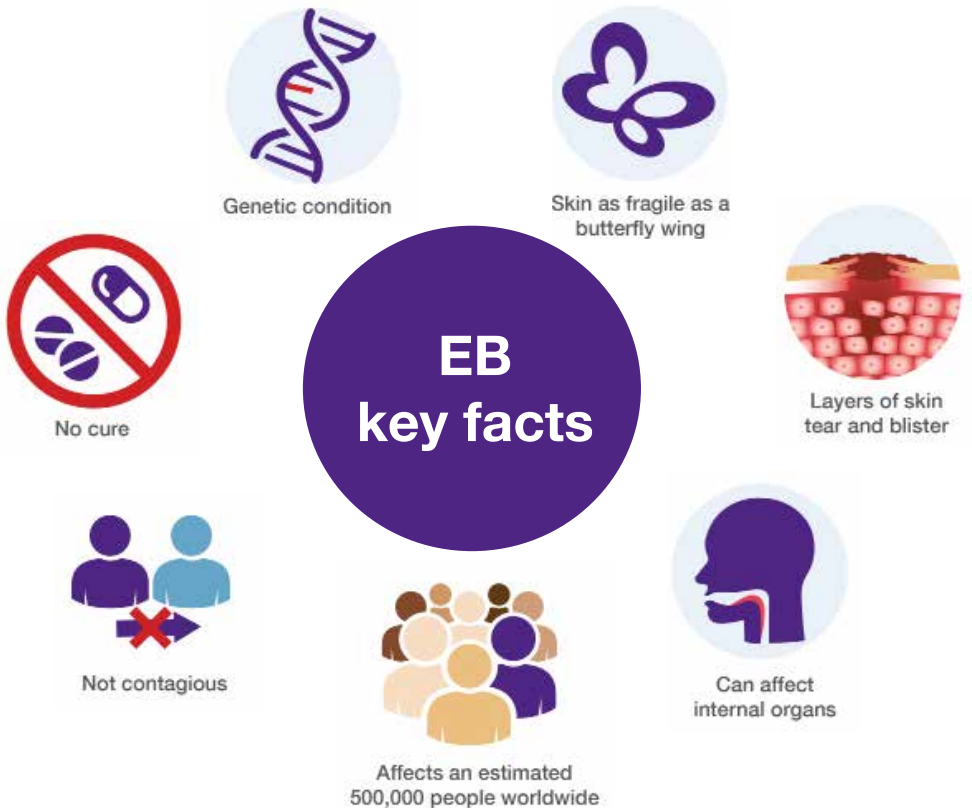 Genetic condition
Skin as fragile as a
butterfly wing
No cure
EB
key facts
Layers of skin
tear and blister
Not contagious
Can affect
internal organs
Affects an estimated
500,000 people worldwide